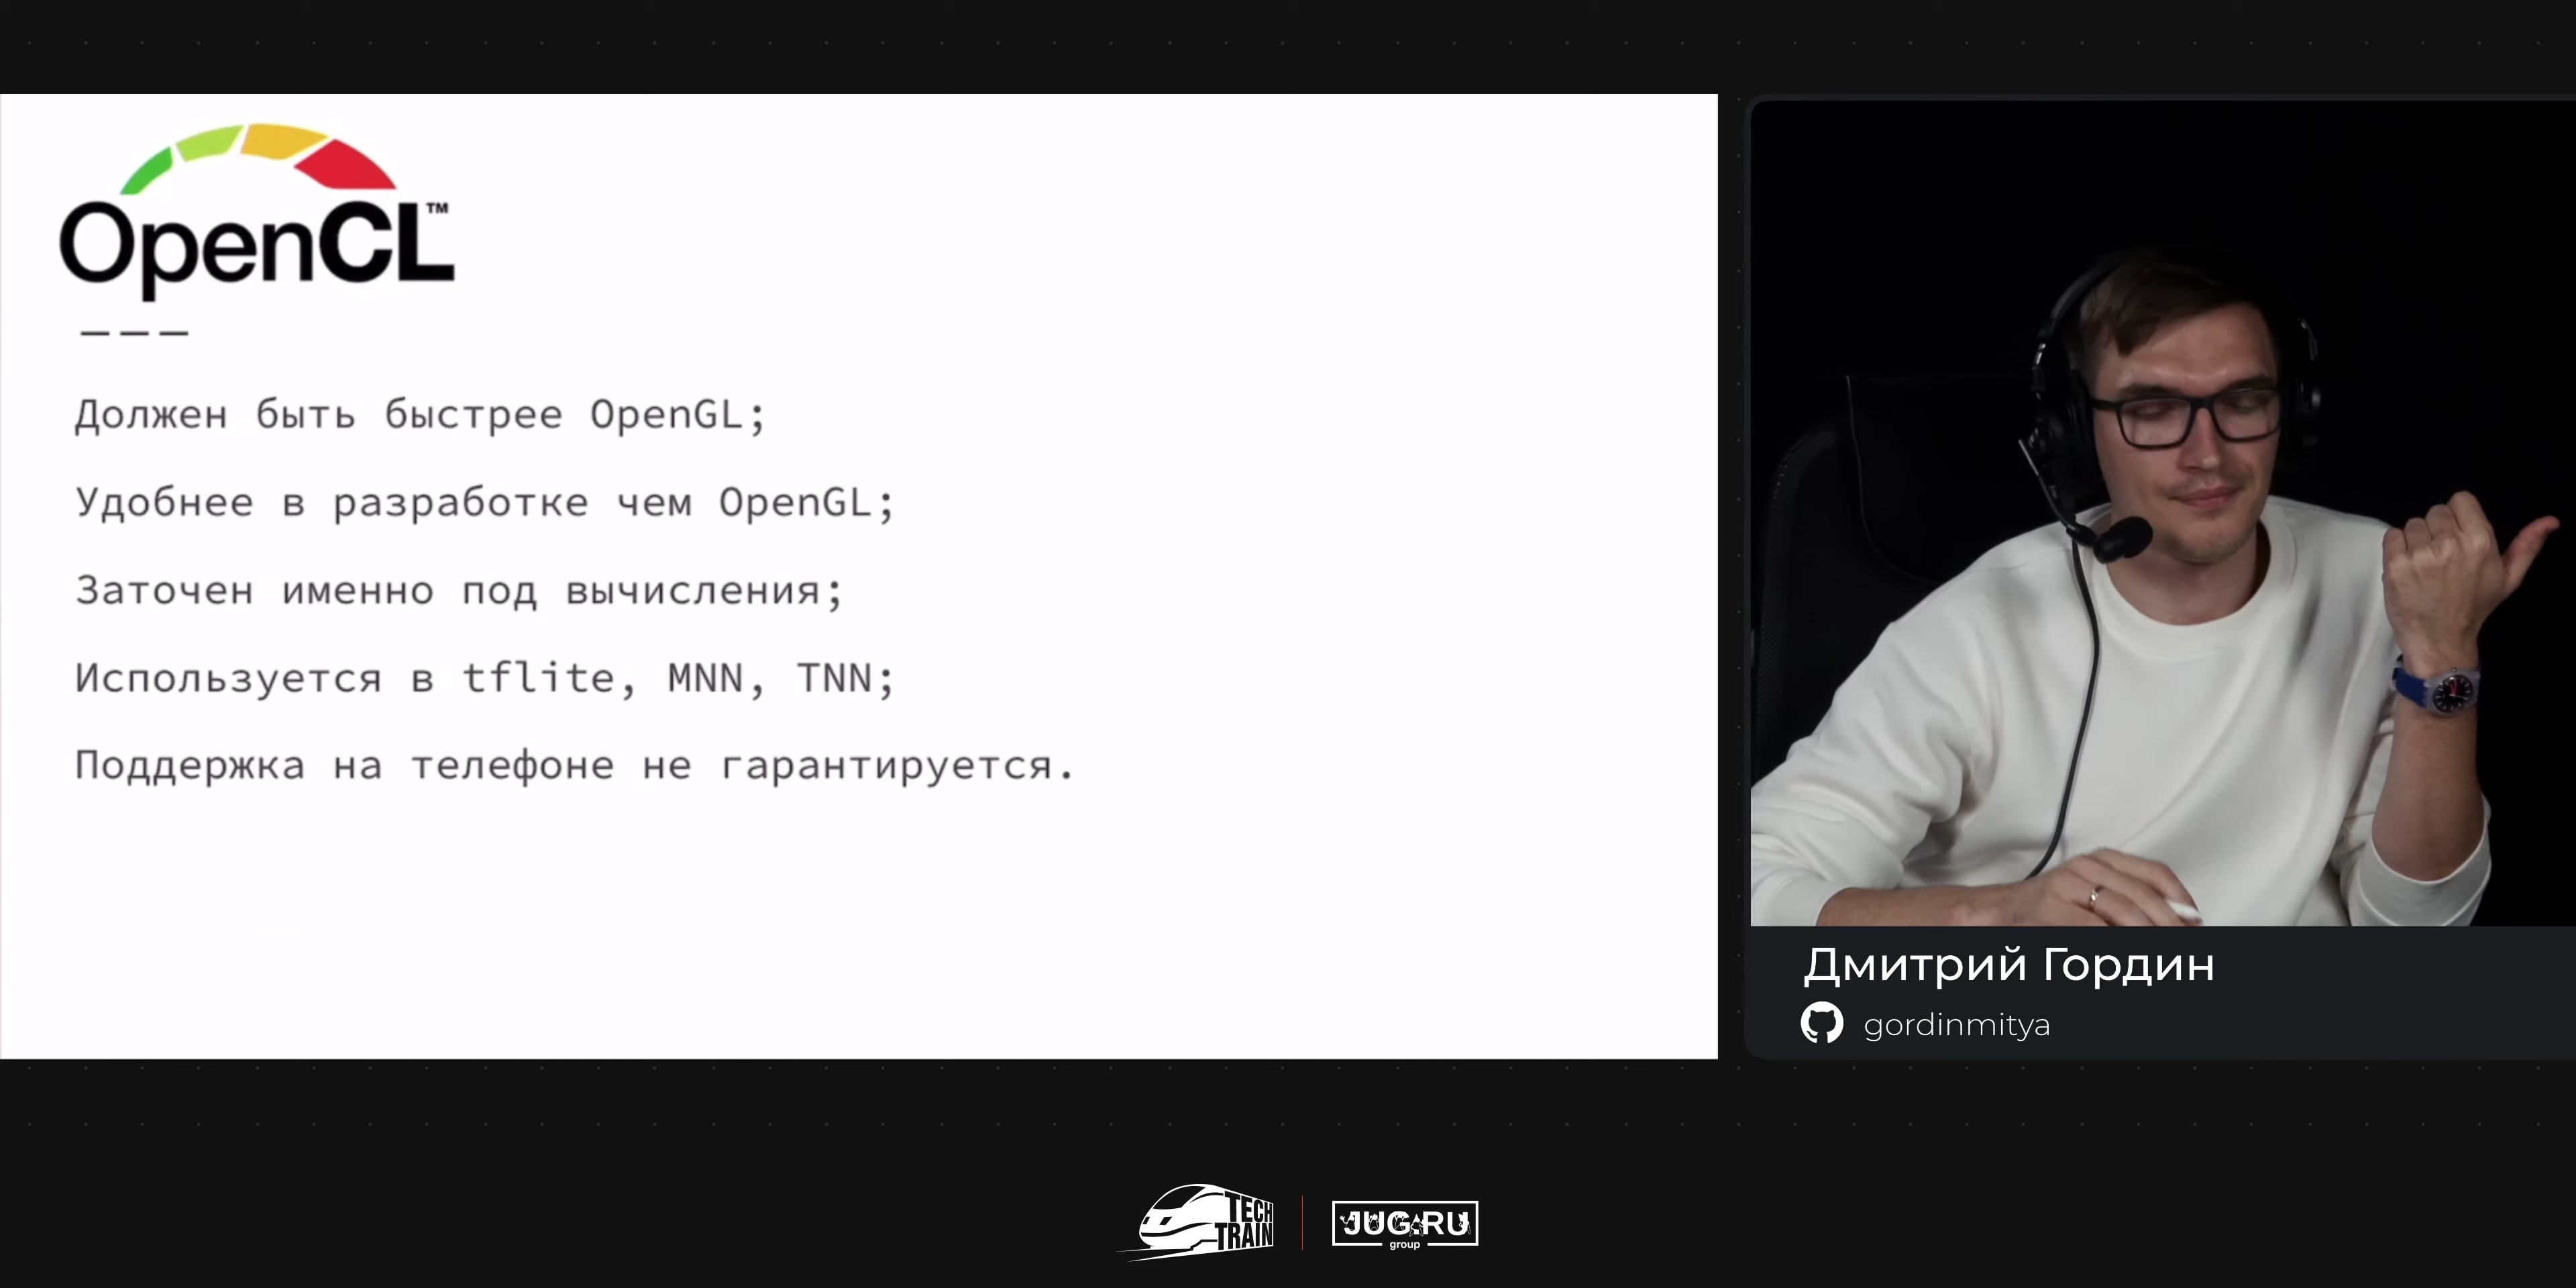 OpenCL™
———
Должен быть быстрее OpenGL;
Удобнее в разработке чем OpenGL;
Заточен именно под вычисления;
Используется в tflite, MNN, TNN;
Поддержка на телефоне не гарантируется.
Дмитрий Гордин
gordinmitya
TECH
TRAIN
JUG.RU
group